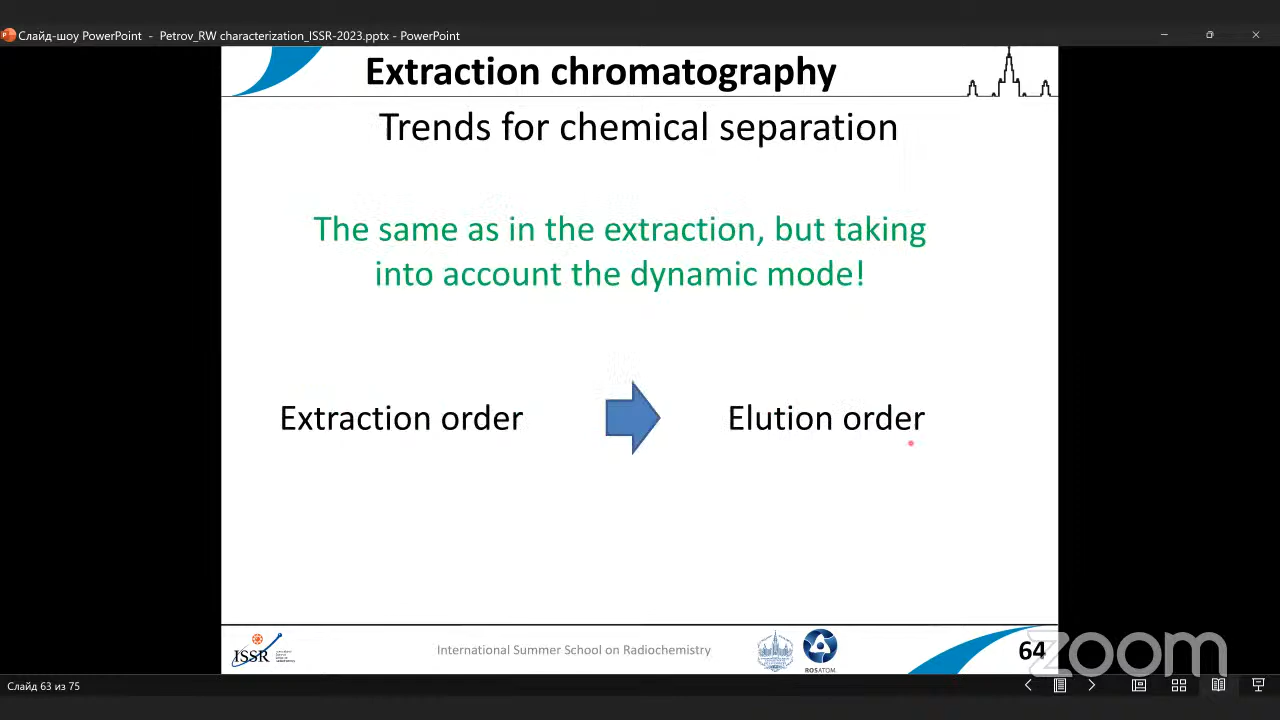 Слайд-шоу PowerPoint - Petrov_RW characterization_ISSR-2023.pptx - PowerPoint
Extraction chromatography
Trends for chemical separation
The same as in the extraction, but taking
into account the dynamic mode!
Extraction order
Elution order
ISSR
International Summer School on Radiochemistry
ROSATOM
64
zoom
Слайд 63 из 75